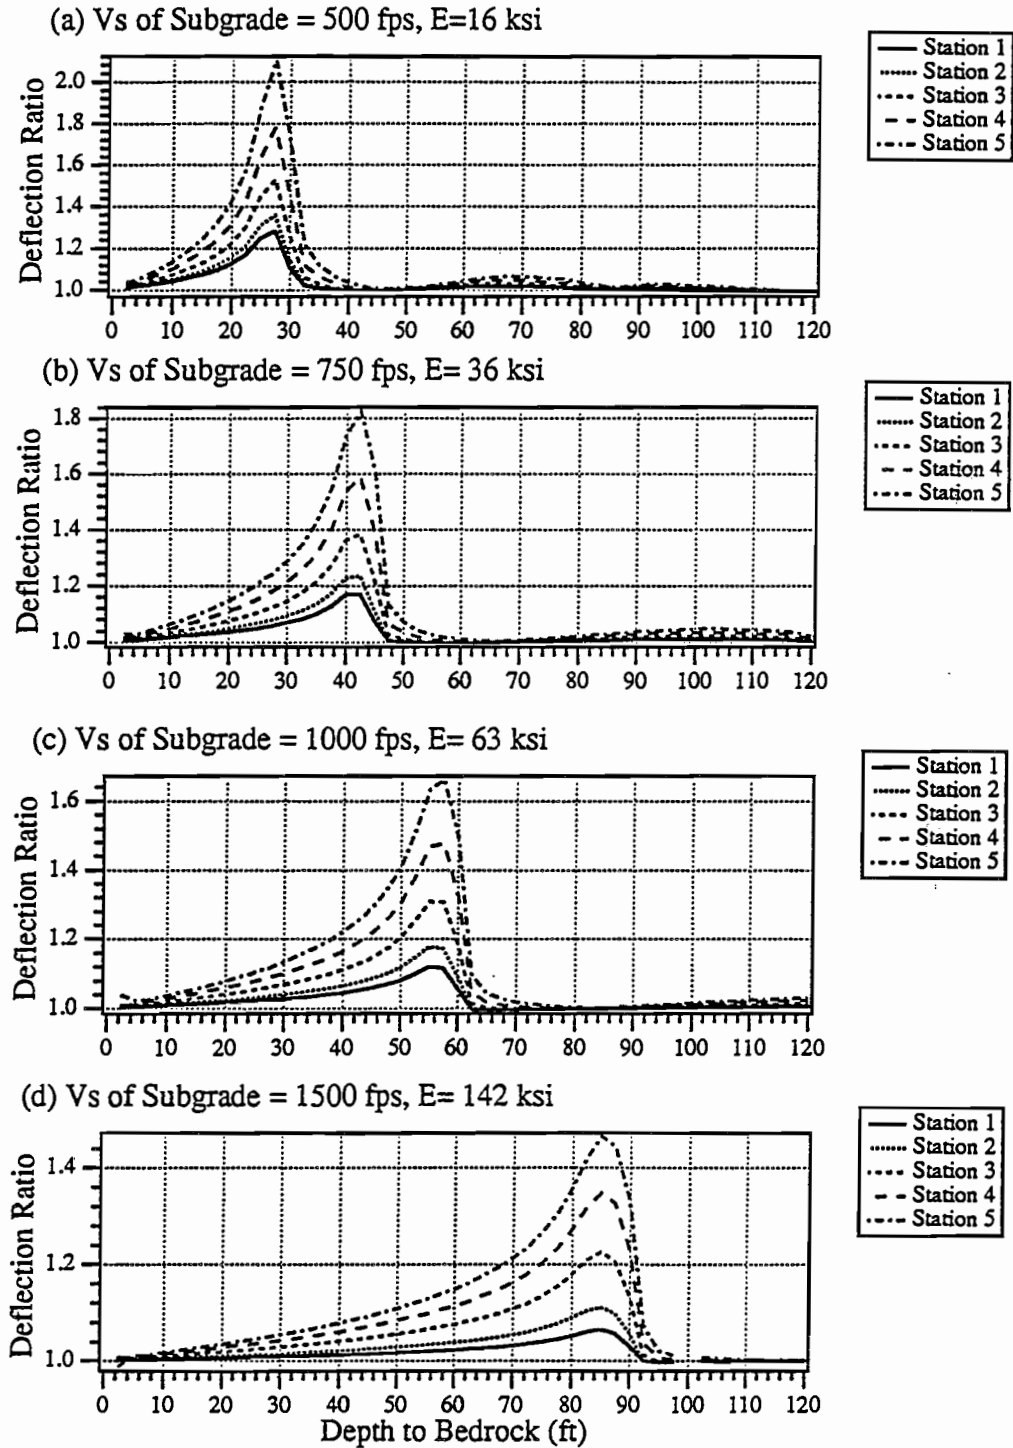 (a) Vs of Subgrade = 500 fps, E=16 ksi
Deflection Ratio
2.0
1.8
1.6
1.4
1.2
1.0
0 10 20 30 40 50 60 70 80 90 100 110 120
Station 1
Station 2
Station 3
Station 4
Station 5
(b) Vs of Subgrade = 750 fps, E= 36 ksi
Deflection Ratio
1.8
1.6
1.4
1.2
1.0
0 10 20 30 40 50 60 70 80 90 100 110 120
Station 1
Station 2
Station 3
Station 4
Station 5
(c) Vs of Subgrade = 1000 fps, E= 63 ksi
Deflection Ratio
1.6
1.4
1.2
1.0
0 10 20 30 40 50 60 70 80 90 100 110 120
Station 1
Station 2
Station 3
Station 4
Station 5
(d) Vs of Subgrade = 1500 fps, E= 142 ksi
Deflection Ratio
1.4
1.2
1.0
0 10 20 30 40 50 60 70 80 90 100 110 120
Depth to Bedrock (ft)
Station 1
Station 2
Station 3
Station 4
Station 5